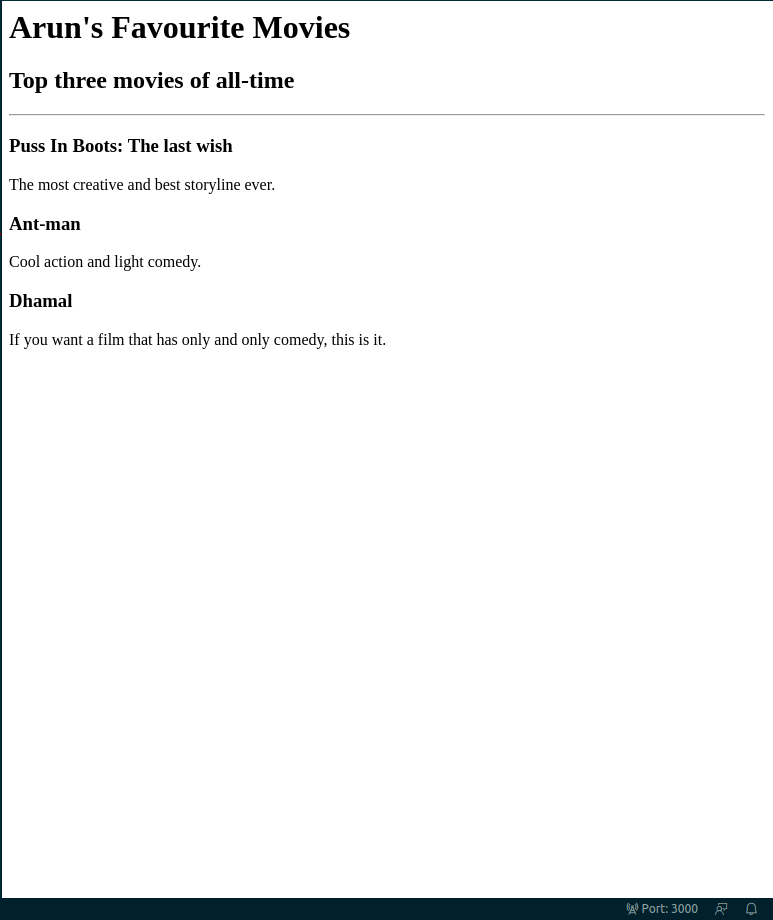 Arun's Favourite Movies
Top three movies of all-time
Puss In Boots: The last wish
The most creative and best storyline ever.
Ant-man
Cool action and light comedy.
Dhamal
If you want a film that has only and only comedy, this is it.
Port: 3000